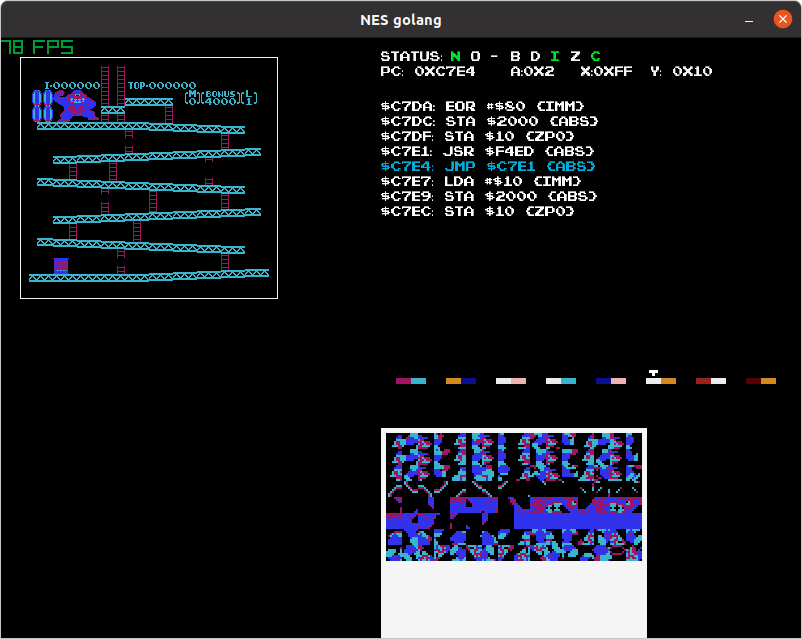 NES golang
78 FPS
STATUS: N O - B D I Z C
PC: 0XC7E4 A:0X2 X:0XFF Y: 0X10
I-000000 TOP-000000
M BONUS L
0 4000 I
$C7DA: EOR #$80 {IMM}
$C7DC: STA $2000 {ABS}
$C7DF: STA $10 {ZP0}
$C7E1: JSR $F4ED {ABS}
$C7E4: JMP $C7E1 {ABS}
$C7E7: LDA #$10 {IMM}
$C7E9: STA $2000 {ABS}
$C7EC: STA $10 {ZP0}